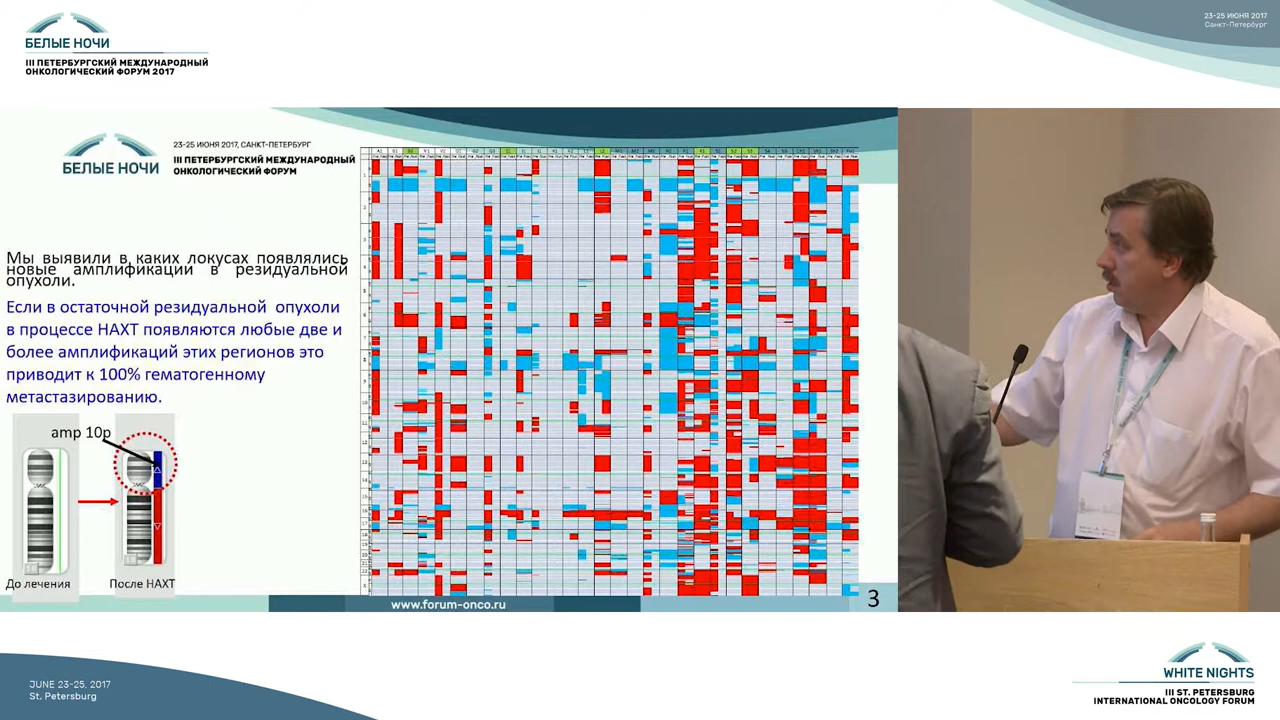 БЕЛЫЕ НОЧИ
III ПЕТЕРБУРГСКИЙ МЕЖДУНАРОДНЫЙ
ОНКОЛОГИЧЕСКИЙ ФОРУМ 2017
23-25 ИЮНЯ 2017
Санкт-Петербург
БЕЛЫЕ НОЧИ
23-25 ИЮНЯ 2017, САНКТ-ПЕТЕРБУРГ
III ПЕТЕРБУРГСКИЙ МЕЖДУНАРОДНЫЙ
ОНКОЛОГИЧЕСКИЙ ФОРУМ
Мы выявили в каких локусах появлялись
новые амплификации в резидуальной
опухоли.
Если в остаточной резидуальной опухоли
в процессе НАХТ появляются любые две и
более амплификаций этих регионов это
приводит к 100% гематогенному
метастазированию.
amp 10p
До лечения
После НАХТ
www.forum-onco.ru
3
JUNE 23-25, 2017
St. Petersburg
WHITE NIGHTS
III ST. PETERSBURG
INTERNATIONAL ONCOLOGY FORUM